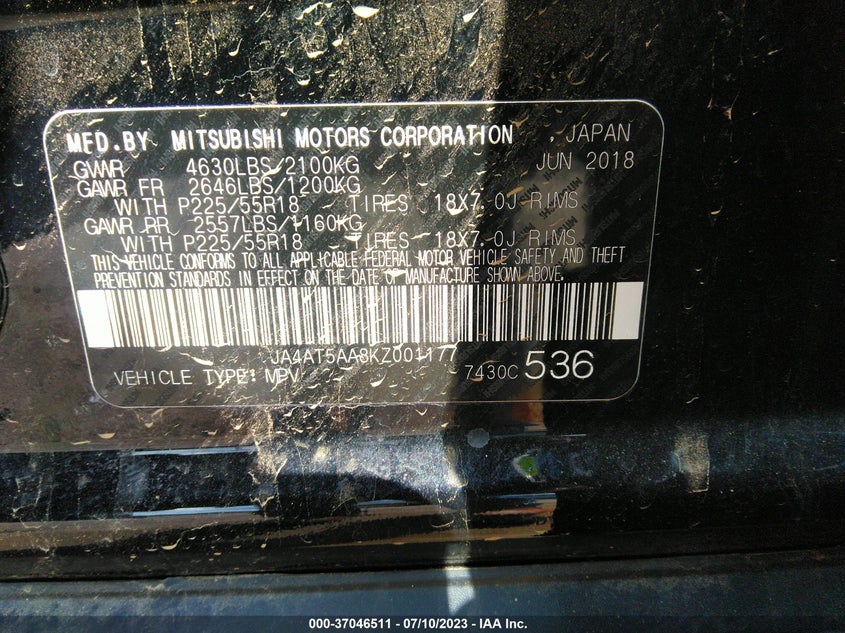 MFD.BY MITSUBISHI MOTORS CORPORATION , JAPAN
GVWR 4630LBS/2100KG JUN 2018
GAWR FR 2646LBS/1200KG
WITH P225/55R18 TIRES 18X7.0J RIMS
GAWR RR 2557LBS/1160KG
WITH P225/55R18 TIRES 18X7.0J RIMS
THIS VEHICLE CONFORMS TO ALL APPLICABLE FEDERAL MOTOR VEHICLE SAFETY AND THEFT
PREVENTION STANDARDS IN EFFECT ON THE DATE OF MANUFACTURE SHOWN ABOVE.
JA4AT5AA8KZ001177
VEHICLE TYPE: MPV 7430C 536
000-37046511 - 07/10/2023 - IAA Inc.